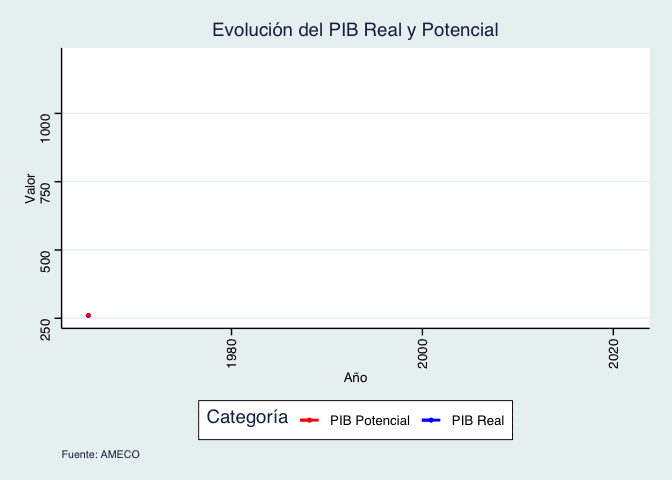 Evolución del PIB Real y Potencial
Valor
1000
750
500
250
1980
2000
2020
Año
Categoría PIB Potencial PIB Real
Fuente: AMECO